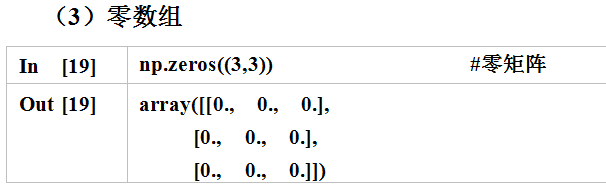 （3）零数组
In [19] np.zeros((3,3)) #零矩阵
Out [19] array([[0., 0., 0.],
[0., 0., 0.],
[0., 0., 0.]])